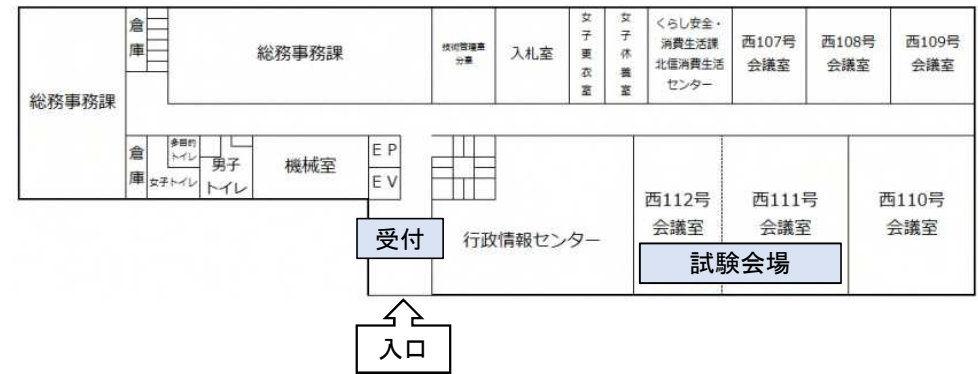 総務事務課
倉庫
総務事務課
技術管理室
分室
入札室
女子更衣室
女子休養室
くらし安全・
消費生活課
北信消費生活
センター
西107号
会議室
西108号
会議室
西109号
会議室
倉庫
多目的
トイレ
女子トイレ
男子
トイレ
機械室
ＥＰ
ＥＶ
受付
行政情報センター
西112号
会議室
西111号
会議室
西110号
会議室
試験会場
入口